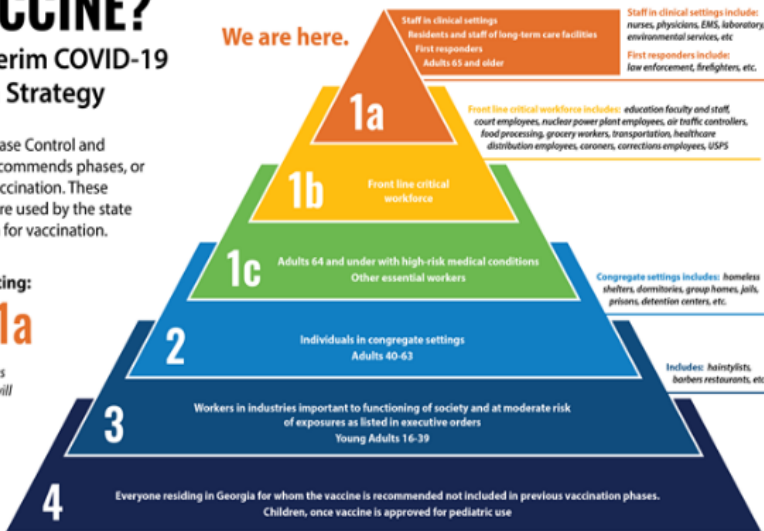 CCINE?
erim COVID-19
Strategy
ase Control and
commends phases, or
ccination. These
re used by the state
for vaccination.
ing:
1a
s
vill
We are here.
Staff in clinical settings
Residents and staff of long-term care facilities
First responders
Adults 65 and older
1a
Staff in clinical settings include:
nurses, physicians, EMS, laboratory,
environmental services, etc
First responders include:
law enforcement, firefighters, etc.
Front line critical workforce includes: education faculty and staff,
court employees, nuclear power plant employees, air traffic controllers,
food processing, grocery workers, transportation, healthcare
distribution employees, coroners, corrections employees, USPS
1b
Front line critical
workforce
1c
Adults 64 and under with high-risk medical conditions
Other essential workers
Congregate settings includes: homeless
shelters, dormitories, group homes, jails,
prisons, detention centers, etc.
2
Individuals in congregate settings
Adults 40-63
Includes: hairstylists,
barbers restaurants, etc
3
Workers in industries important to functioning of society and at moderate risk
of exposures as listed in executive orders
Young Adults 16-39
4
Everyone residing in Georgia for whom the vaccine is recommended not included in previous vaccination phases.
Children, once vaccine is approved for pediatric use